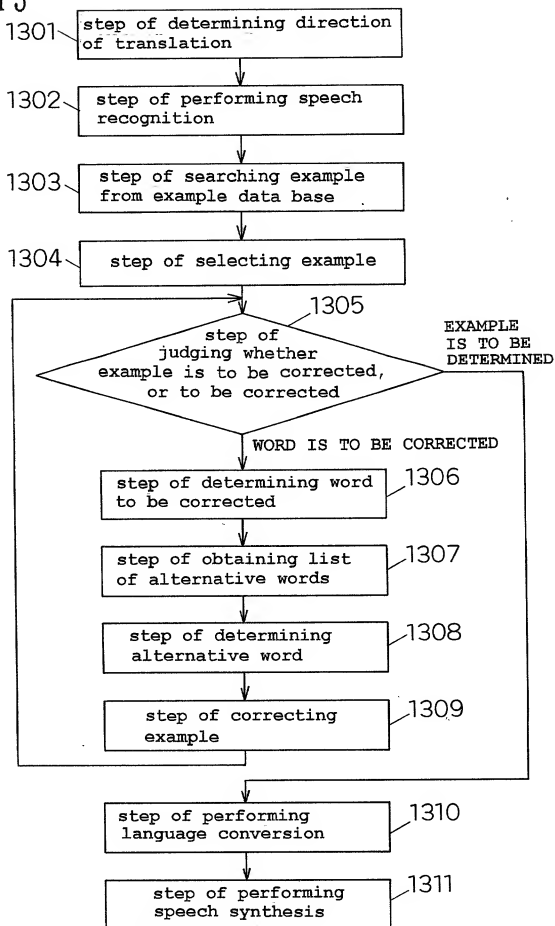 1301
step of determining direction
of translation
1302
step of performing speech
recognition
1303
step of searching example
from example data base
1304
step of selecting example
1305
step of
judging whether
example is to be corrected,
or to be corrected
EXAMPLE
IS TO BE
DETERMINED
WORD IS TO BE CORRECTED
step of determining word
to be corrected
1306
step of obtaining list
of alternative words
1307
step of determining
alternative word
1308
step of correcting
example
1309
step of performing
language conversion
1310
step of performing
speech synthesis
1311